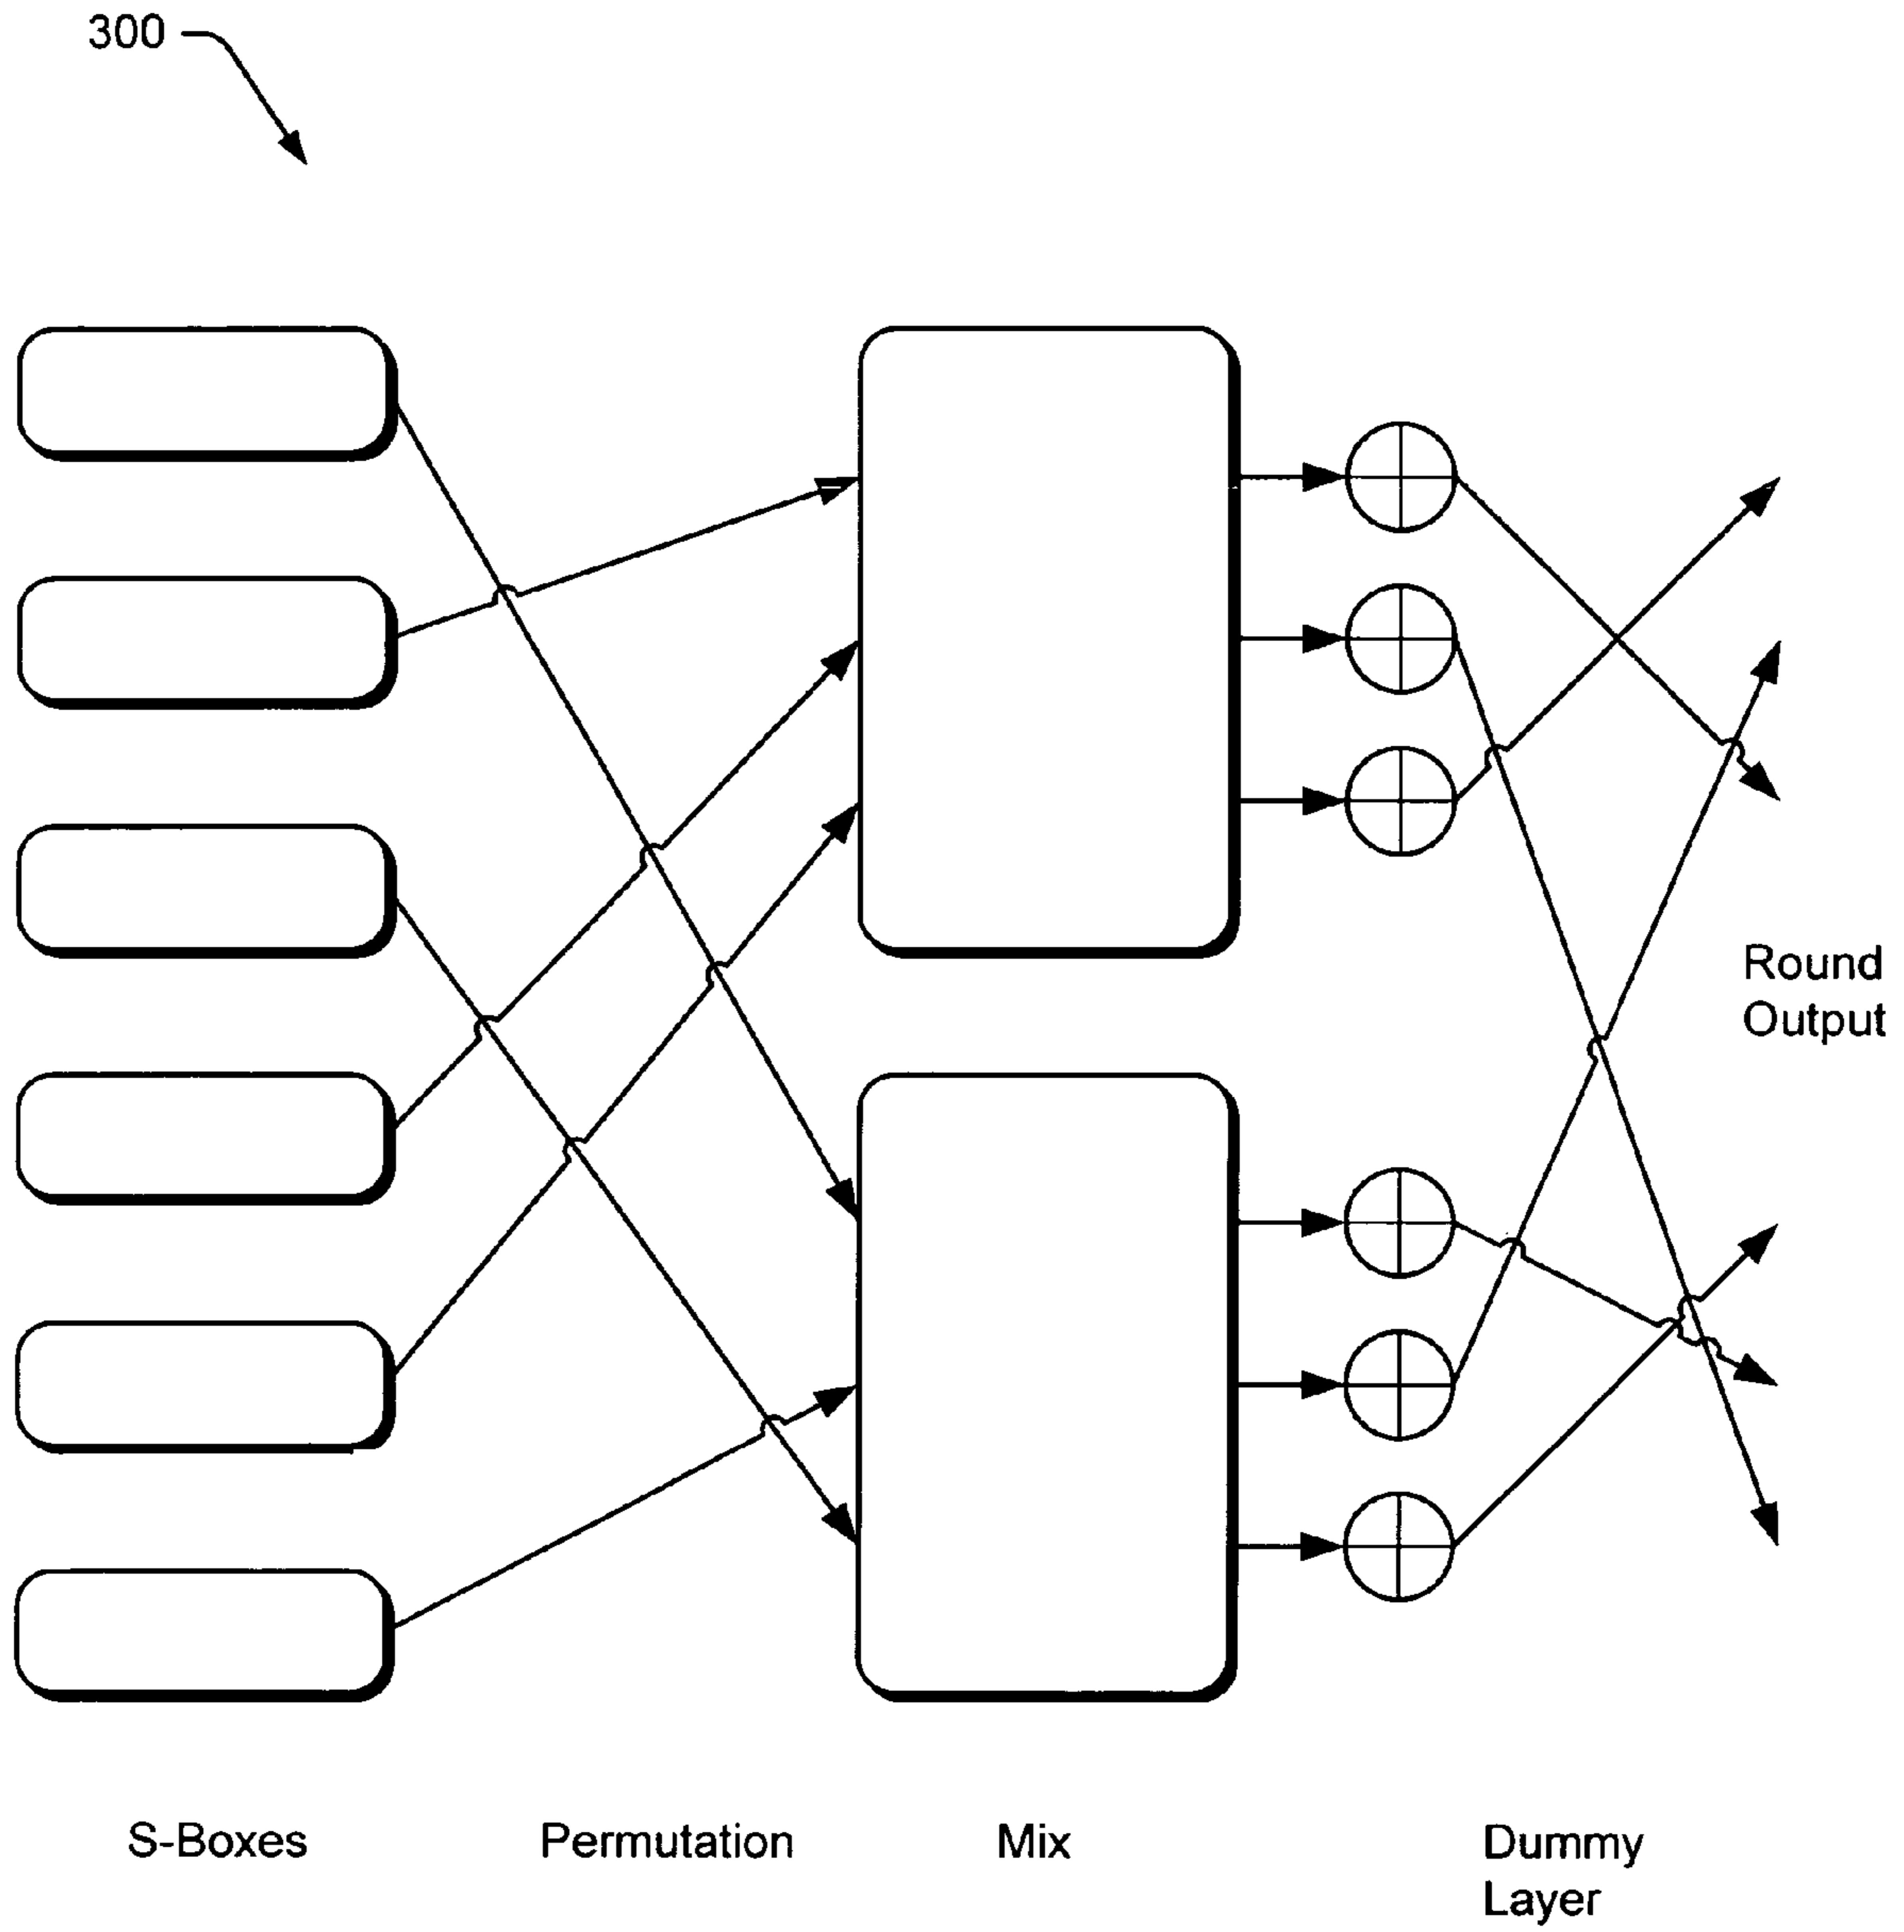 300
Round
Output
S-Boxes
Permutation
Mix
Dummy
Layer